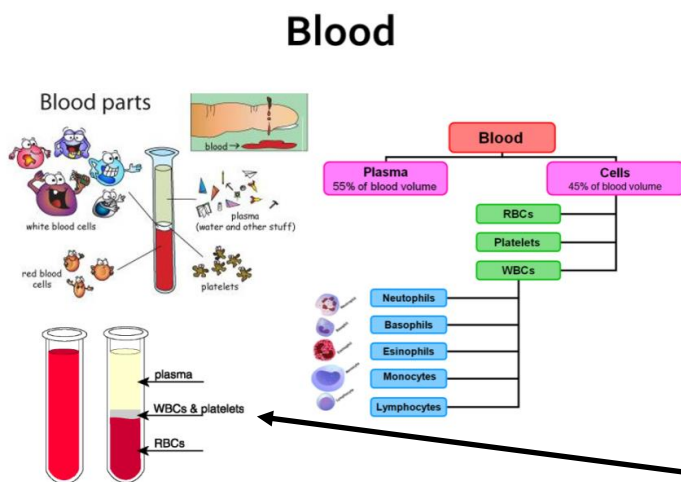 Blood
Blood parts
blood
white blood cells
plasma
(water and other stuff)
red blood
cells
platelets
plasma
WBCs & platelets
RBCs
Blood
Plasma
55% of blood volume
Cells
45% of blood volume
RBCs
Platelets
WBCs
Neutophils
Basophils
Esinophils
Monocytes
Lymphocytes